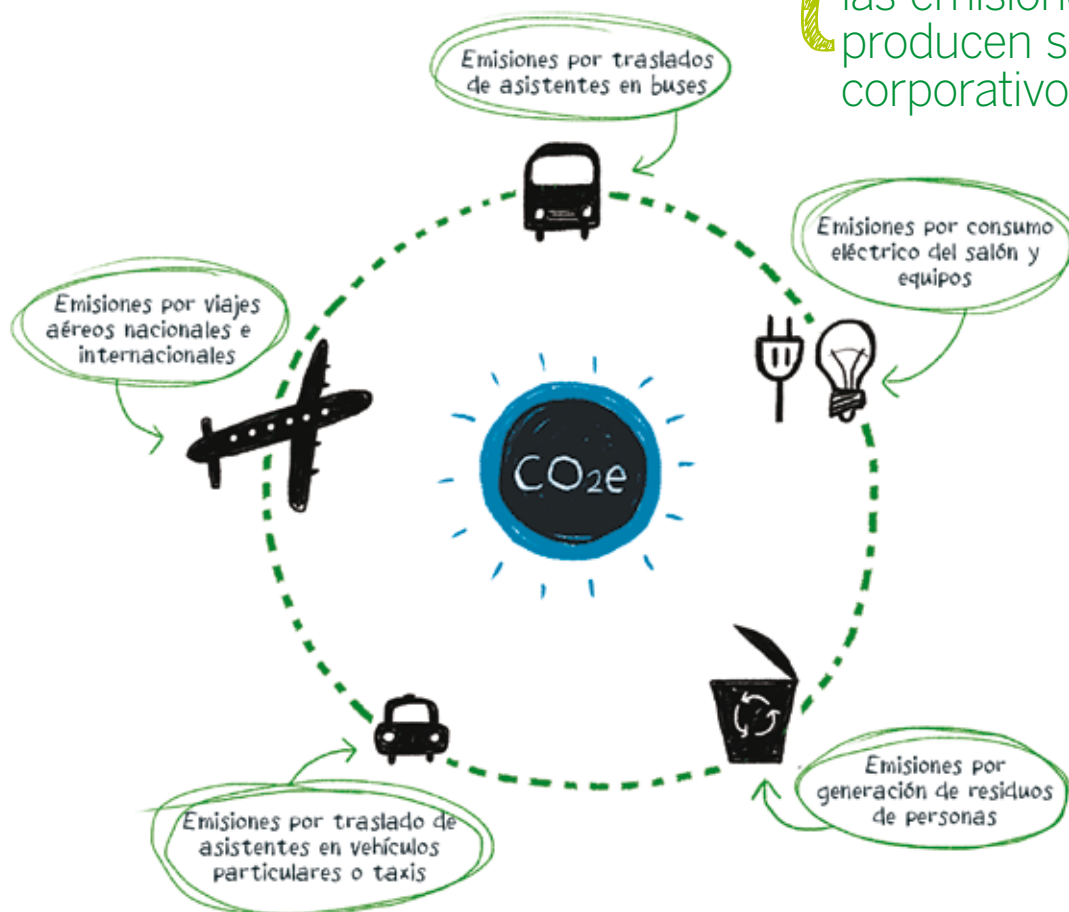 las emisione
producen s
corporativo
Emisiones por traslados
de asistentes en buses
Emisiones por consumo
eléctrico del salón y
equipos
Emisiones por viajes
aéreos nacionales e
internacionales
CO₂e
Emisiones por
generación de residuos
de personas
Emisiones por traslado de
asistentes en vehículos
particulares o taxis